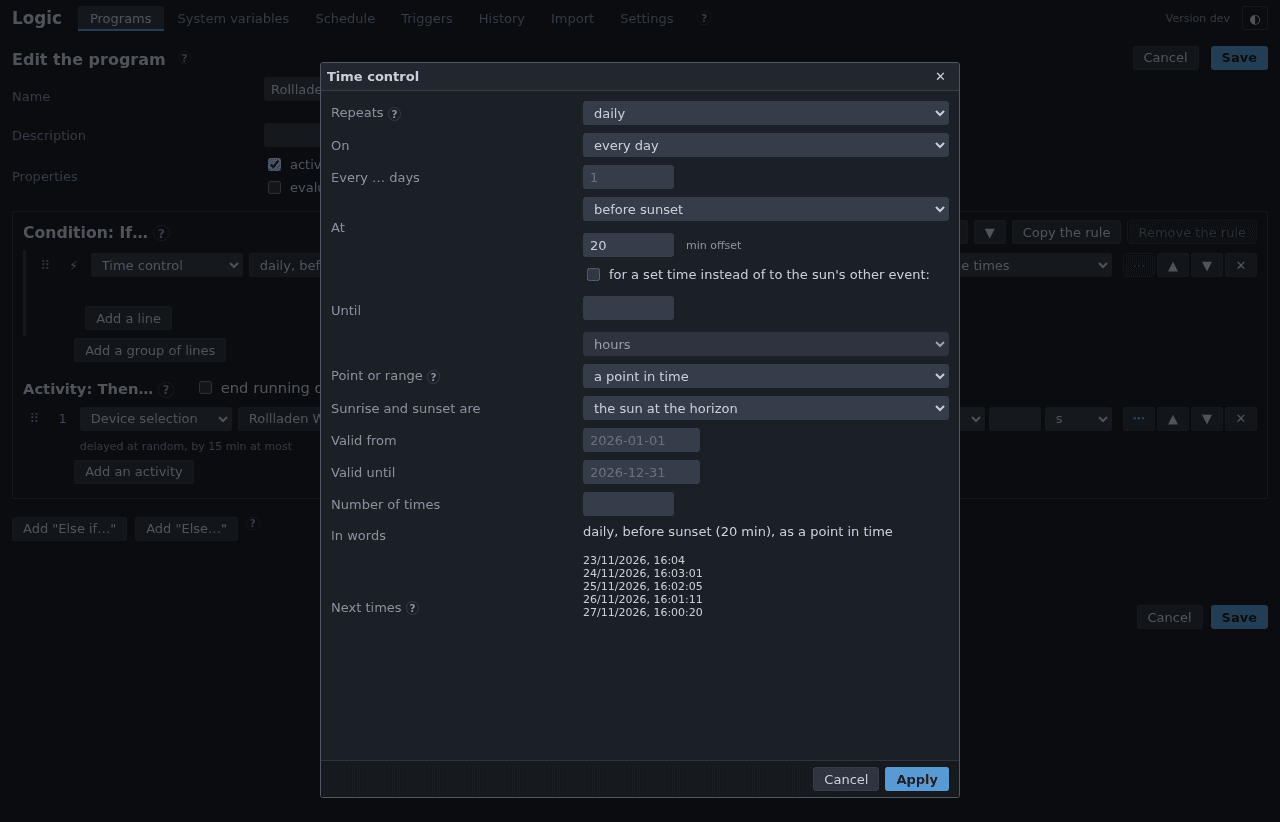 Logic Programs System variables Schedule Triggers History Import Settings ? Version dev
Edit the program ? Cancel Save
Time control ✕
Name
Repeats ? daily
Description
On every day
Properties
Every … days 1
At before sunset
20 min offset
for a set time instead of to the sun's other event:
Condition: If… ? ▼ Copy the rule Remove the rule
Time control ··· ▲ ▼ ✕
Until
hours
Add a line
Add a group of lines
Point or range ? a point in time
Activity: Then… ?
Sunrise and sunset are the sun at the horizon
1 Device selection Rollladen s ··· ▲ ▼ ✕
Valid from 2026-01-01
delayed at random, by 15 min at most
Add an activity
Valid until 2026-12-31
Number of times
In words daily, before sunset (20 min), as a point in time
Add "Else if…" Add "Else…" ?
Next times ?
23/11/2026, 16:04
24/11/2026, 16:03:01
25/11/2026, 16:02:05
26/11/2026, 16:01:11
27/11/2026, 16:00:20
Cancel Save
Cancel Apply